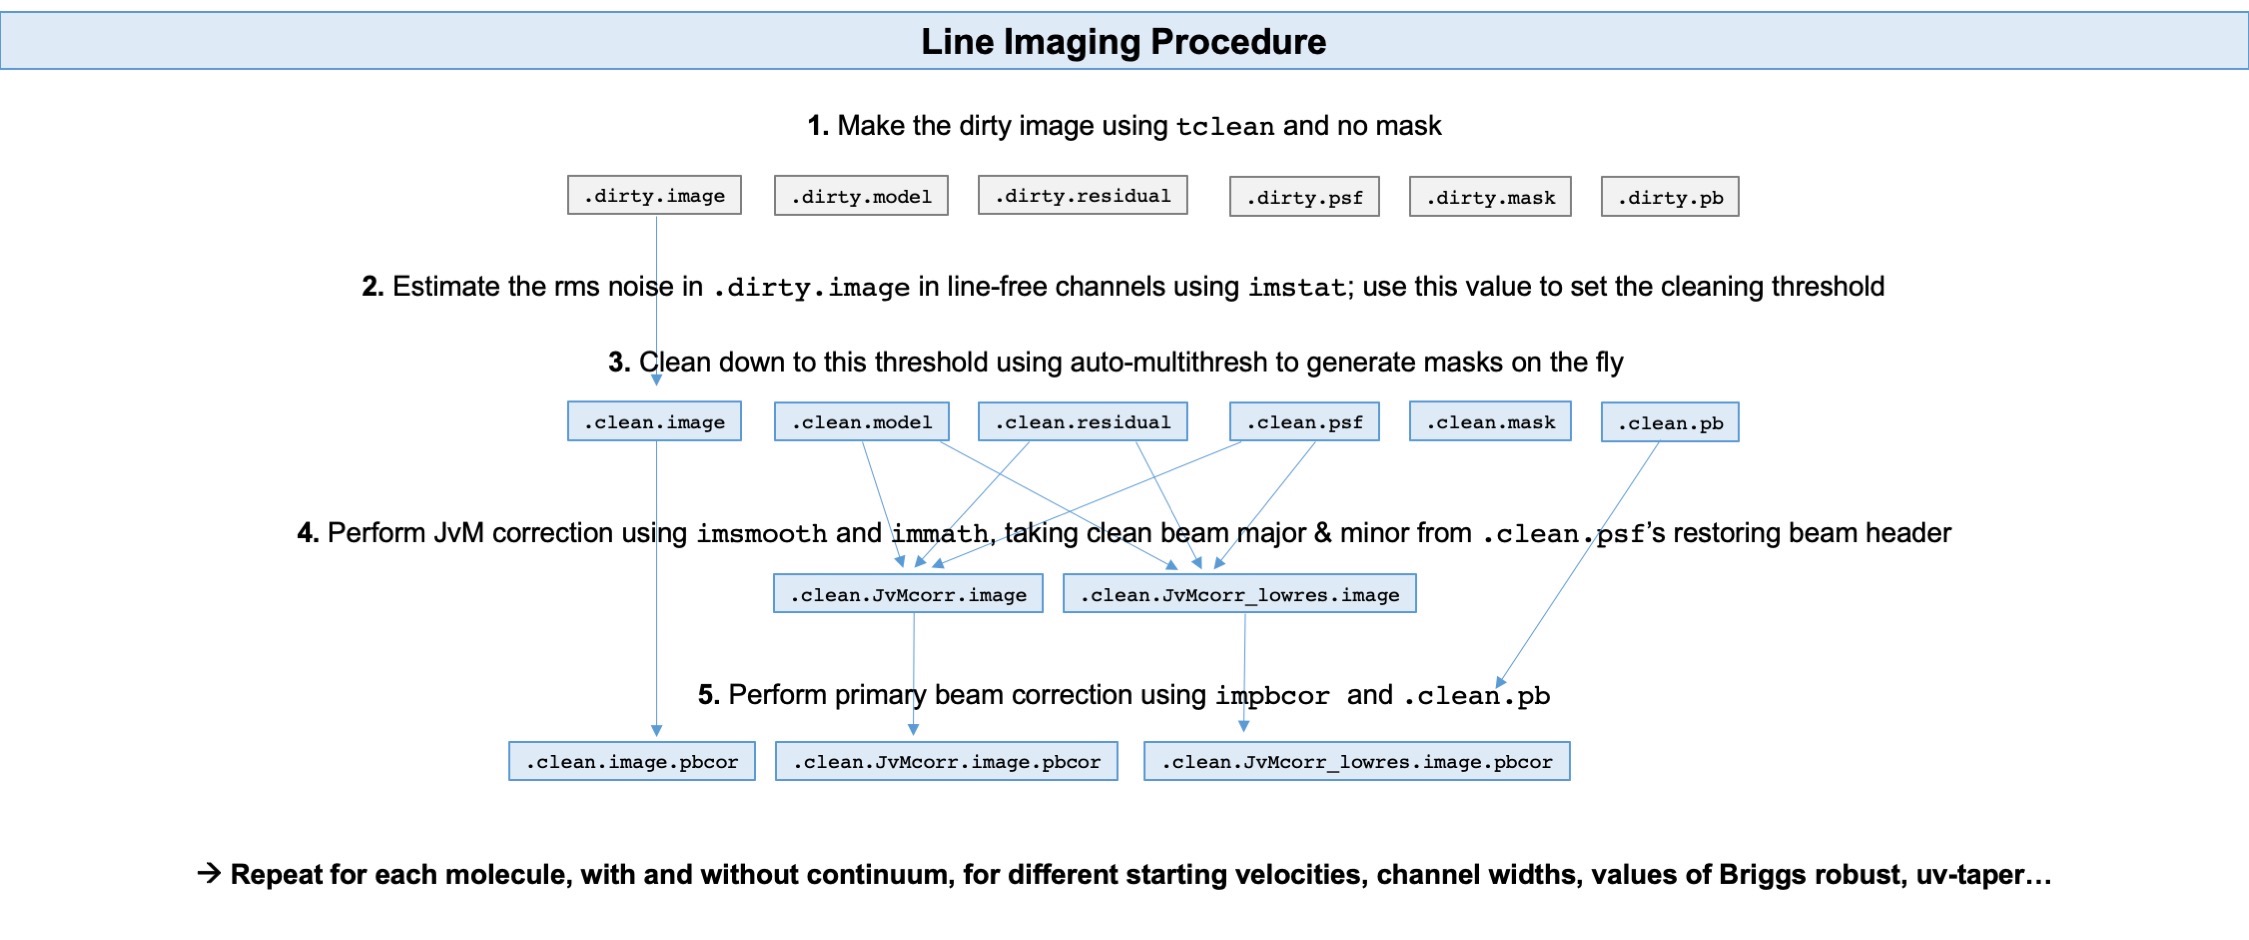 Line Imaging Procedure
1. Make the dirty image using tclean and no mask
.dirty.image .dirty.model .dirty.residual .dirty.psf .dirty.mask .dirty.pb
2. Estimate the rms noise in .dirty.image in line-free channels using imstat; use this value to set the cleaning threshold
3. Clean down to this threshold using auto-multithresh to generate masks on the fly
.clean.image .clean.model .clean.residual .clean.psf .clean.mask .clean.pb
4. Perform JvM correction using imsmooth and immath, taking clean beam major & minor from .clean.psf’s restoring beam header
.clean.JvMcorr.image .clean.JvMcorr_lowres.image
5. Perform primary beam correction using impbcor and .clean.pb
.clean.image.pbcor .clean.JvMcorr.image.pbcor .clean.JvMcorr_lowres.image.pbcor
→ Repeat for each molecule, with and without continuum, for different starting velocities, channel widths, values of Briggs robust, uv-taper…